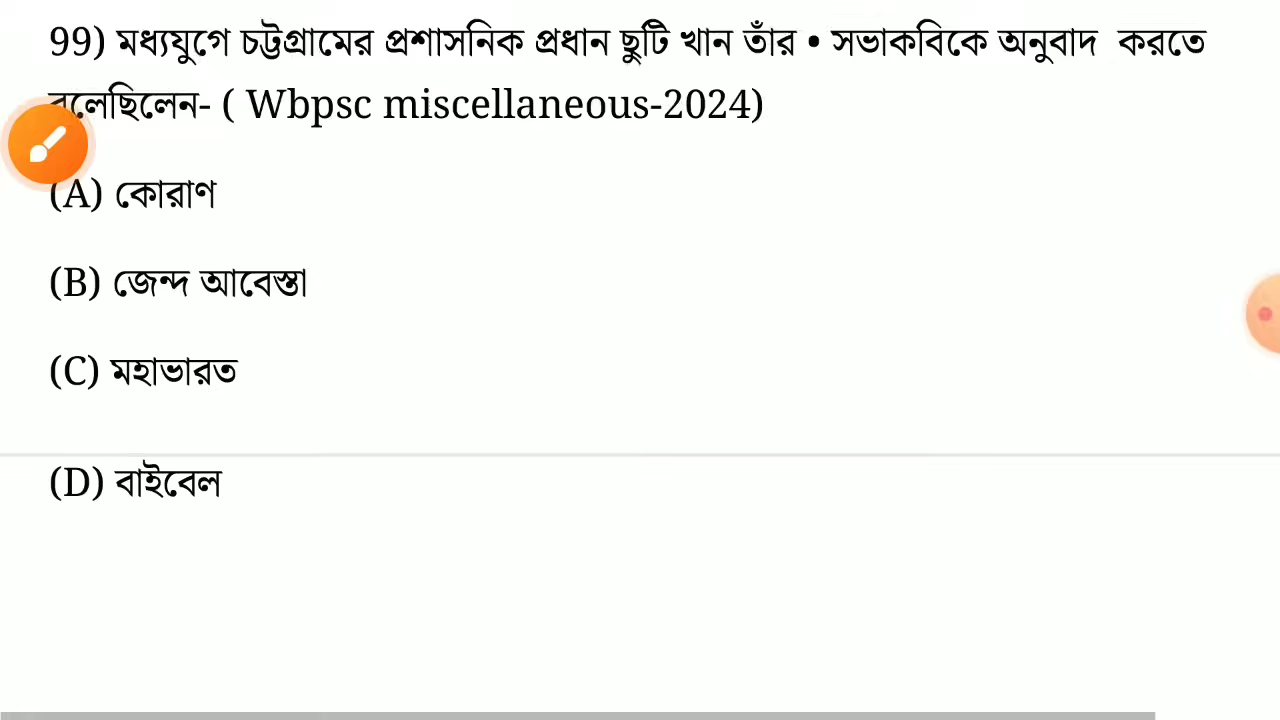 99) মধ্যযুগে চট্টগ্রামের প্রশাসনিক প্রধান ছুটি খান তাঁর • সভাকবিকে অনুবাদ করতে
বলেছিলেন- ( Wbpsc miscellaneous-2024)
(A) কোরাণ
(B) জেন্দ আবেস্তা
(C) মহাভারত
(D) বাইবেল